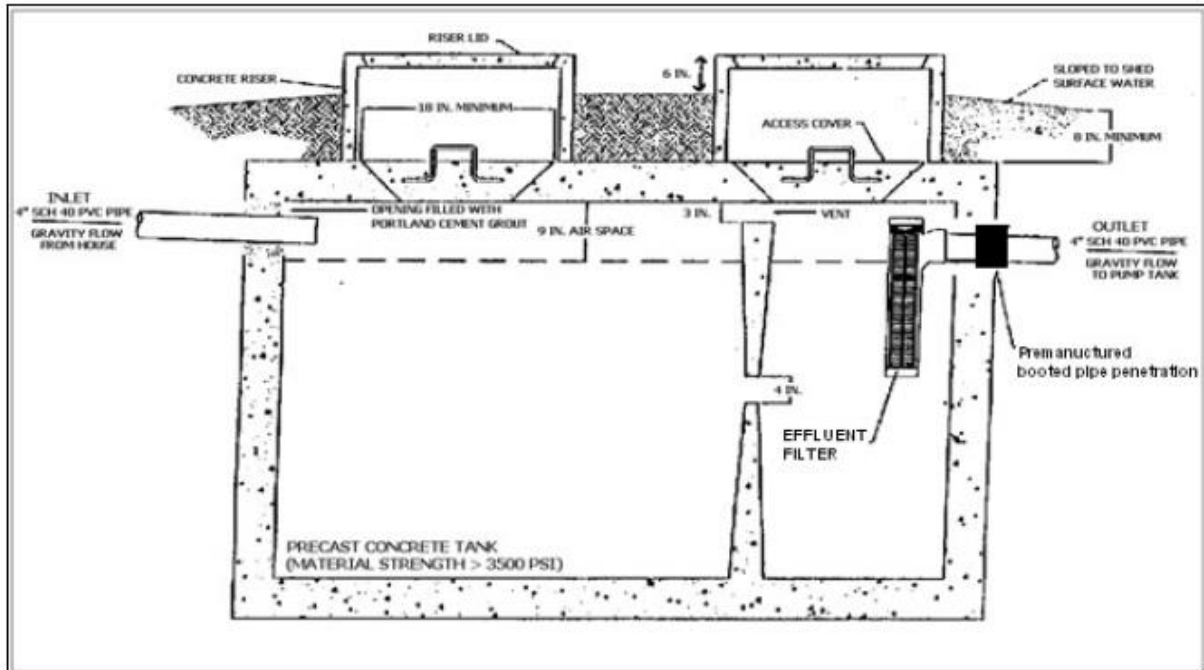 RISER LID
CONCRETE RISER
6 IN.
SLOPED TO SHED
SURFACE WATER
18 IN. MINIMUM
ACCESS COVER
8 IN. MINIMUM
INLET
4" SCH 40 PVC PIPE
GRAVITY FLOW
FROM HOUSE
OPENING FILLED WITH
PORTLAND CEMENT GROUT
9 IN. AIR SPACE
3 IN.
VENT
OUTLET
4" SCH 40 PVC PIPE
GRAVITY FLOW
TO PUMP TANK
Premanuctured
booted pipe penetration
4 IN.
EFFLUENT
FILTER
PRECAST CONCRETE TANK
(MATERIAL STRENGTH > 3500 PSI)